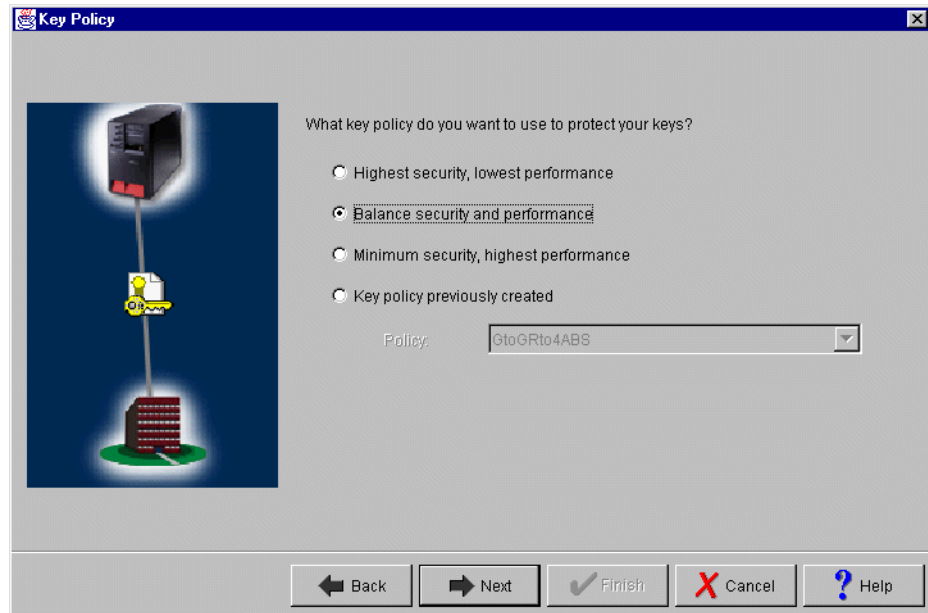 Key Policy
What key policy do you want to use to protect your keys?
Highest security, lowest performance
Balance security and performance
Minimum security, highest performance
Key policy previously created
Policy: GtoGRto4ABS
Back Next Finish Cancel Help